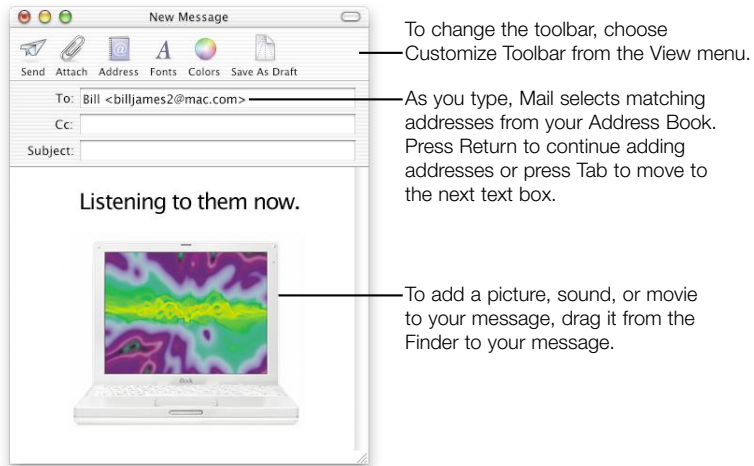 New Message
Send Attach Address Fonts Colors Save As Draft
To: Bill <billjames2@mac.com>
Cc:
Subject:
Listening to them now.
iBook
To change the toolbar, choose
Customize Toolbar from the View menu.
As you type, Mail selects matching
addresses from your Address Book.
Press Return to continue adding
addresses or press Tab to move to
the next text box.
To add a picture, sound, or movie
to your message, drag it from the
Finder to your message.